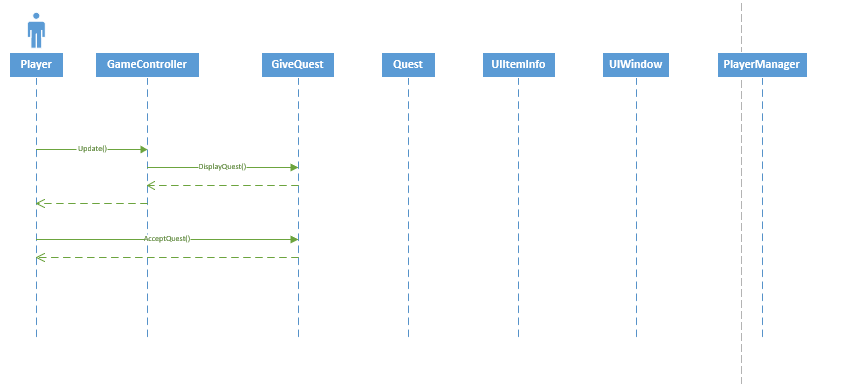 Player
GameController
GiveQuest
Quest
UIItemInfo
UIWindow
PlayerManager
Update()
DisplayQuest()
AcceptQuest()